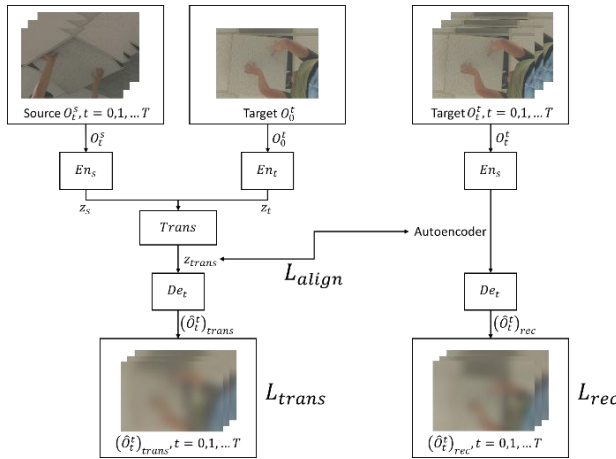 Source O_t^s, t = 0,1, … T
Target O_0^t
Target O_t^t, t = 0,1, … T
O_t^s
O_0^t
O_t^t
En_s
En_t
En_s
z_s
z_t
Trans
Autoencoder
z_trans
L_align
De_t
De_t
(Ô_t^t)_trans
(Ô_t^t)_rec
L_trans
L_rec
(Ô_t^t)_trans, t = 0,1, … T
(Ô_t^t)_rec, t = 0,1, … T